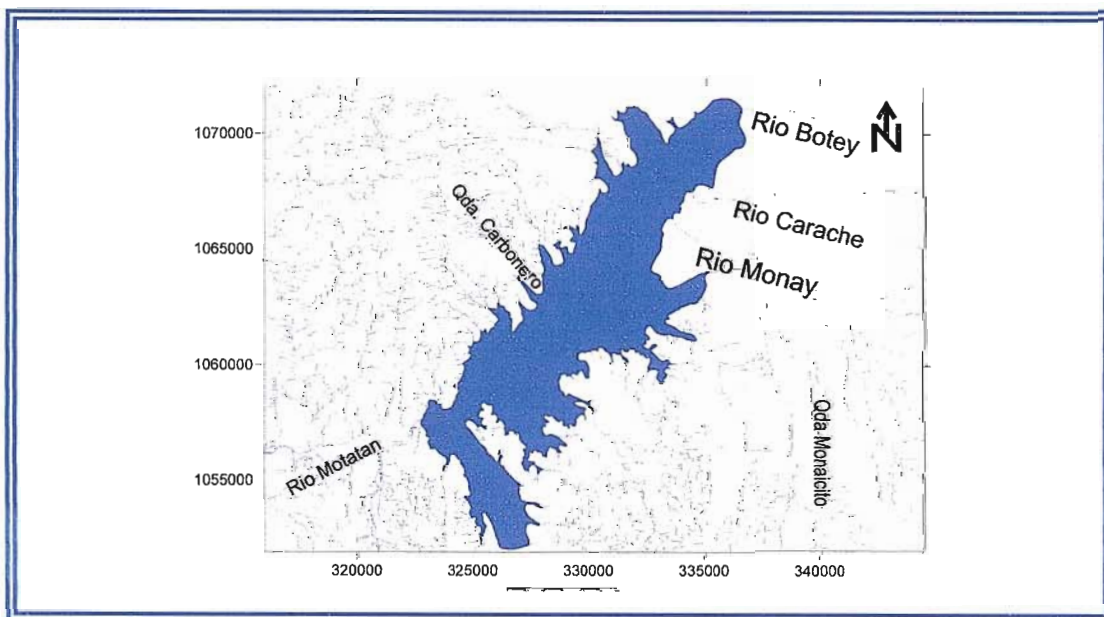 1070000
Rio Botey
N
Qda. Carbonero
Rio Carache
1065000
Rio Monay
1060000
Qda Monaicito
Rio Motatan
1055000
320000 325000 330000 335000 340000